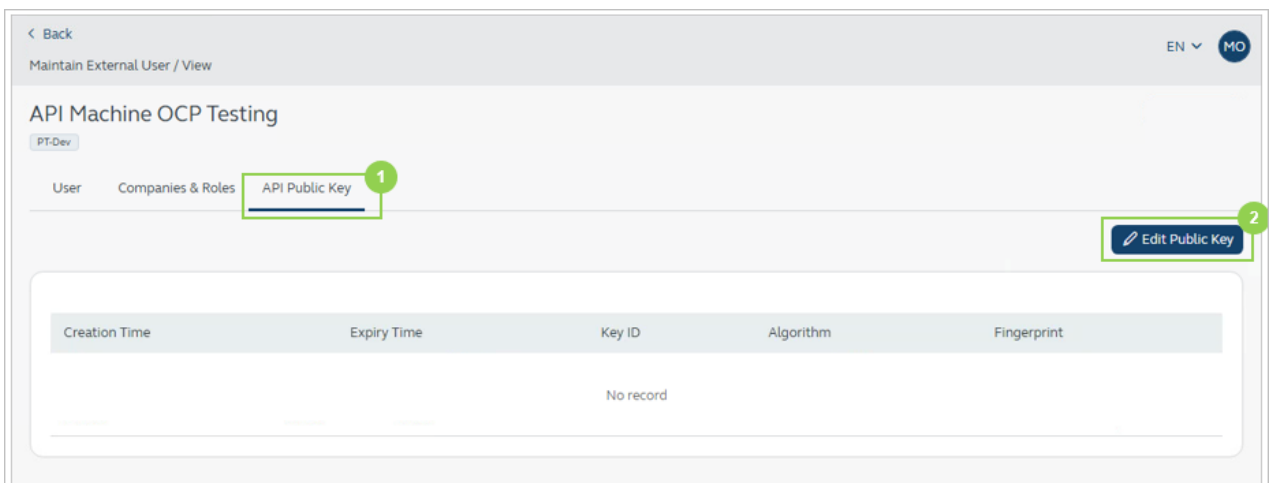 Back
EN MO
Maintain External User / View
API Machine OCP Testing
PT-Dev
User Companies & Roles API Public Key 1
2
Edit Public Key
Creation Time Expiry Time Key ID Algorithm Fingerprint
No record